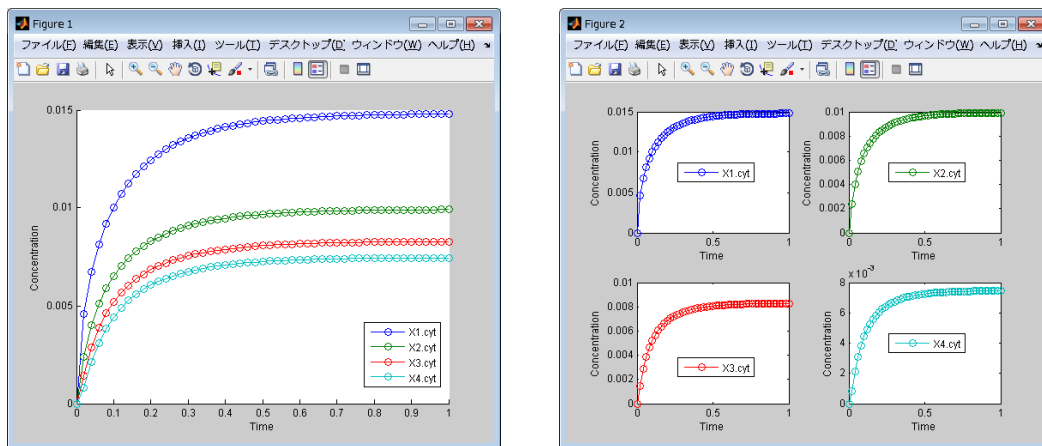 Figure 1
ファイル(F) 編集(E) 表示(V) 挿入(I) ツール(T) デスクトップ(D) ウィンドウ(W) ヘルプ(H)
0.015
0.01
0.005
0
Concentration
0 0.1 0.2 0.3 0.4 0.5 0.6 0.7 0.8 0.9 1
Time
X1.cyt
X2.cyt
X3.cyt
X4.cyt
Figure 2
ファイル(F) 編集(E) 表示(V) 挿入(I) ツール(T) デスクトップ(D) ウィンドウ(W) ヘルプ(H)
0.015
0.01
0.005
0
Concentration
X1.cyt
0 0.5 1
Time
0.01
0.008
0.006
0.004
0.002
0
Concentration
X2.cyt
0 0.5 1
Time
0.01
0.008
0.006
0.004
0.002
0
Concentration
X3.cyt
0 0.5 1
Time
8 x 10⁻³
6
4
2
0
Concentration
X4.cyt
0 0.5 1
Time